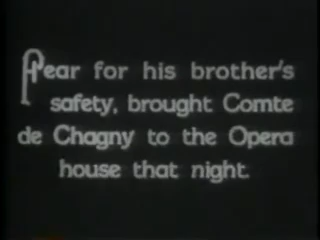 Fear for his brother's
safety, brought Comte
de Chagny to the Opera
house that night.